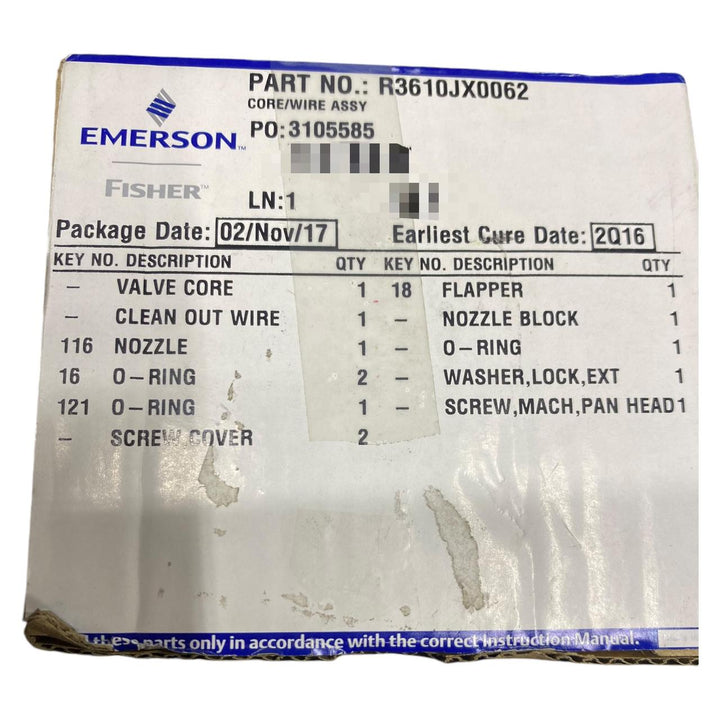 PART NO.: R3610JX0062
CORE/WIRE ASSY
EMERSON™
PO:3105585
FISHER™
LN:1
Package Date: 02/Nov/17 Earliest Cure Date: 2Q16
KEY NO. DESCRIPTION QTY KEY NO. DESCRIPTION QTY
– VALVE CORE 1 18 FLAPPER 1
– CLEAN OUT WIRE 1 – NOZZLE BLOCK 1
116 NOZZLE 1 – O–RING 1
16 O–RING 2 – WASHER,LOCK,EXT 1
121 O–RING 1 – SCREW,MACH,PAN HEAD 1
– SCREW COVER 2
these parts only in accordance with the correct Instruction Manual.